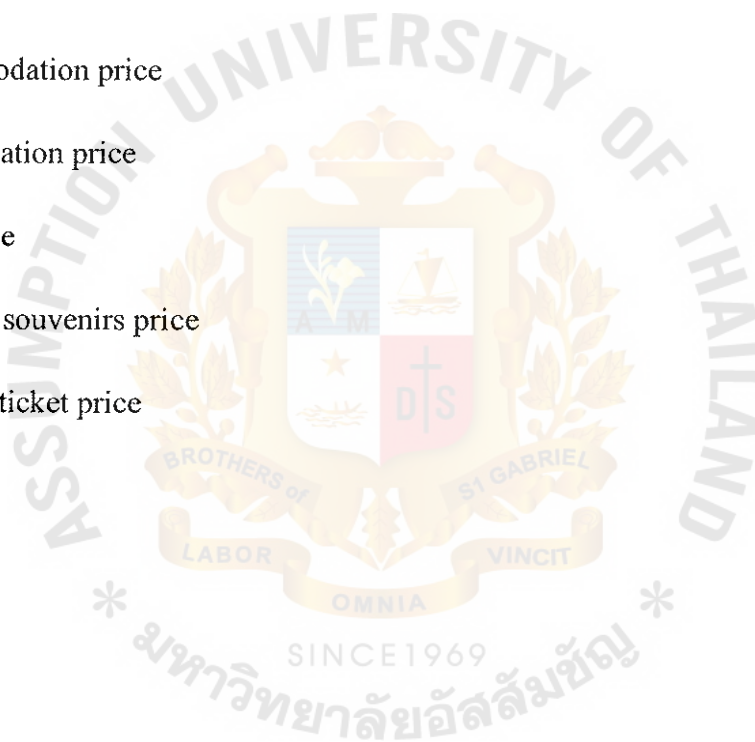 odation price
ation price
e
souvenirs price
ticket price
ASSUMPTION UNIVERSITY OF THAILAND
A M
D S
BROTHERS of ST GABRIEL
LABOR
OMNIA
VINCIT
SINCE1969
* มหาวิทยาลัยอัสสัมชัญ *